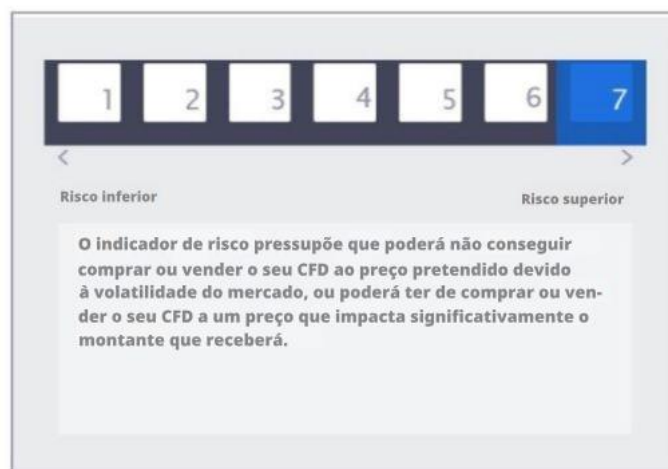 1 2 3 4 5 6 7
< >
Risco inferior Risco superior
O indicador de risco pressupõe que poderá não conseguir
comprar ou vender o seu CFD ao preço pretendido devido
à volatilidade do mercado, ou poderá ter de comprar ou ven-
der o seu CFD a um preço que impacta significativamente o
montante que receberá.